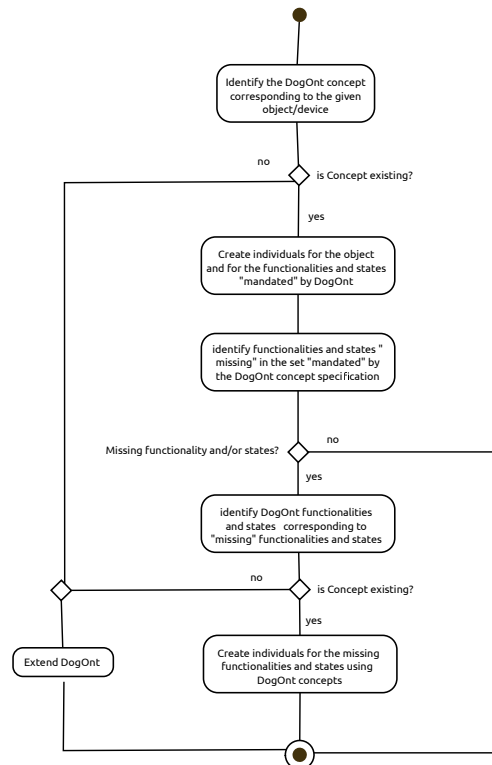 Identify the DogOnt concept
corresponding to the given
object/device
no
is Concept existing?
yes
Create individuals for the object
and for the functionalities and states
"mandated" by DogOnt
identify functionalities and states "
missing" in the set "mandated" by
the DogOnt concept specification
no
Missing functionality and/or states?
yes
identify DogOnt functionalities
and states corresponding to
"missing" functionalities and states
no
is Concept existing?
yes
Create individuals for the missing
functionalities and states using
DogOnt concepts
Extend DogOnt